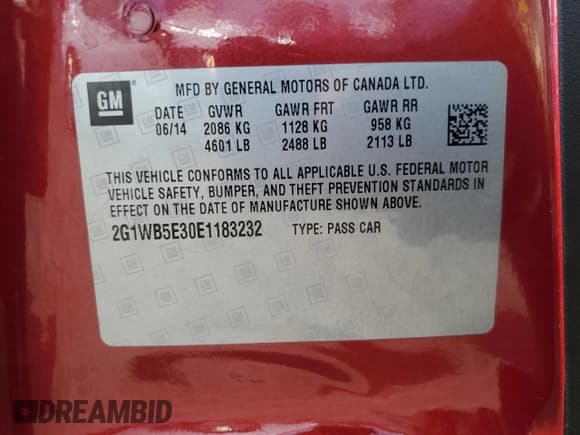 GM
MFD BY GENERAL MOTORS OF CANADA LTD.
DATE GVWR GAWR FRT GAWR RR
06/14 2086 KG 1128 KG 958 KG
4601 LB 2488 LB 2113 LB
THIS VEHICLE CONFORMS TO ALL APPLICABLE U.S. FEDERAL MOTOR
VEHICLE SAFETY, BUMPER, AND THEFT PREVENTION STANDARDS IN
EFFECT ON THE DATE OF MANUFACTURE SHOWN ABOVE.
2G1WB5E30E1183232 TYPE: PASS CAR
DREAMBID